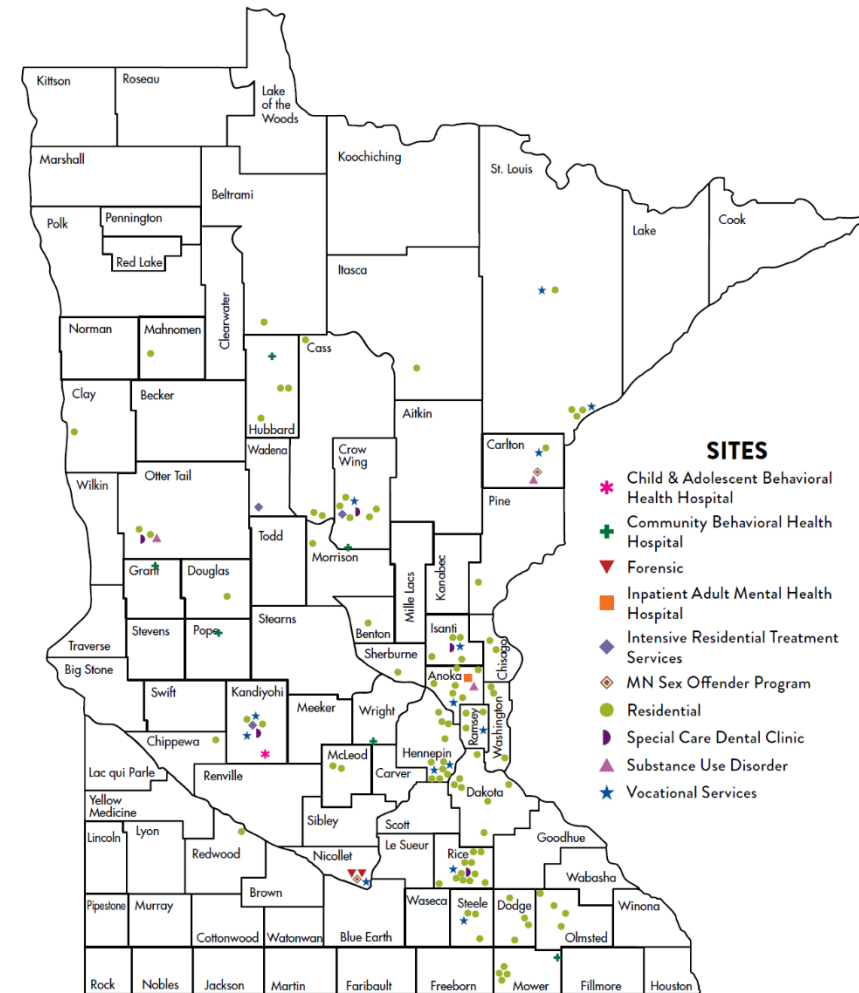 Kittson
Roseau
Lake
of the
Woods
Marshall
Koochiching
St. Louis
Beltrami
Polk
Pennington
Red Lake
Clearwater
Lake
Cook
Itasca
Norman
Mahnomen
Cass
Clay
Becker
Hubbard
Aitkin
Wadena
Crow
Wing
Carlton
Otter Tail
Wilkin
Pine
Todd
Morrison
Mille Lacs
Kanabec
Grant
Douglas
Stevens
Pope
Stearns
Benton
Isanti
Traverse
Sherburne
Chisago
Big Stone
Anoka
Swift
Kandiyohi
Meeker
Wright
Ramsey
Washington
Chippewa
Hennepin
McLeod
Lac qui Parle
Renville
Carver
Dakota
Yellow
Medicine
Sibley
Scott
Lincoln
Lyon
Redwood
Nicollet
Le Sueur
Rice
Goodhue
Wabasha
Brown
Pipestone
Murray
Cottonwood
Watonwan
Blue Earth
Waseca
Steele
Dodge
Olmsted
Winona
Rock
Nobles
Jackson
Martin
Faribault
Freeborn
Mower
Fillmore
Houston
SITES
Child & Adolescent Behavioral
Health Hospital
Community Behavioral Health
Hospital
Forensic
Inpatient Adult Mental Health
Hospital
Intensive Residential Treatment
Services
MN Sex Offender Program
Residential
Special Care Dental Clinic
Substance Use Disorder
Vocational Services